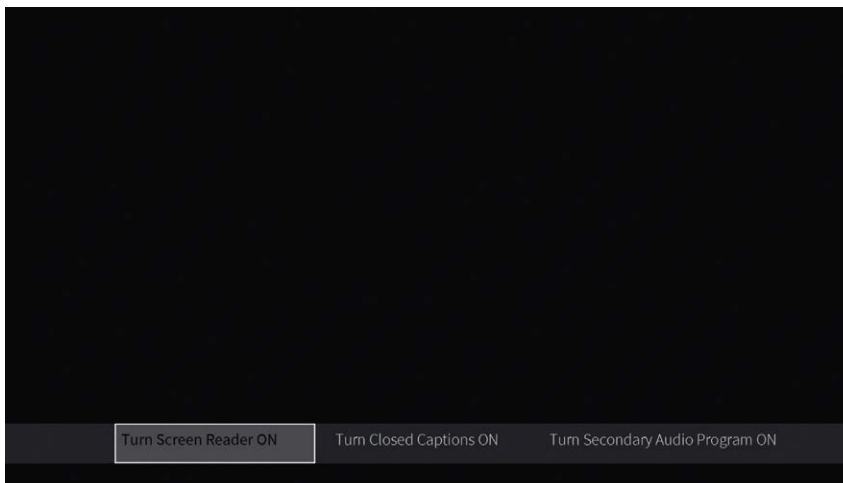 Turn Screen Reader ON
Turn Closed Captions ON
Turn Secondary Audio Program ON